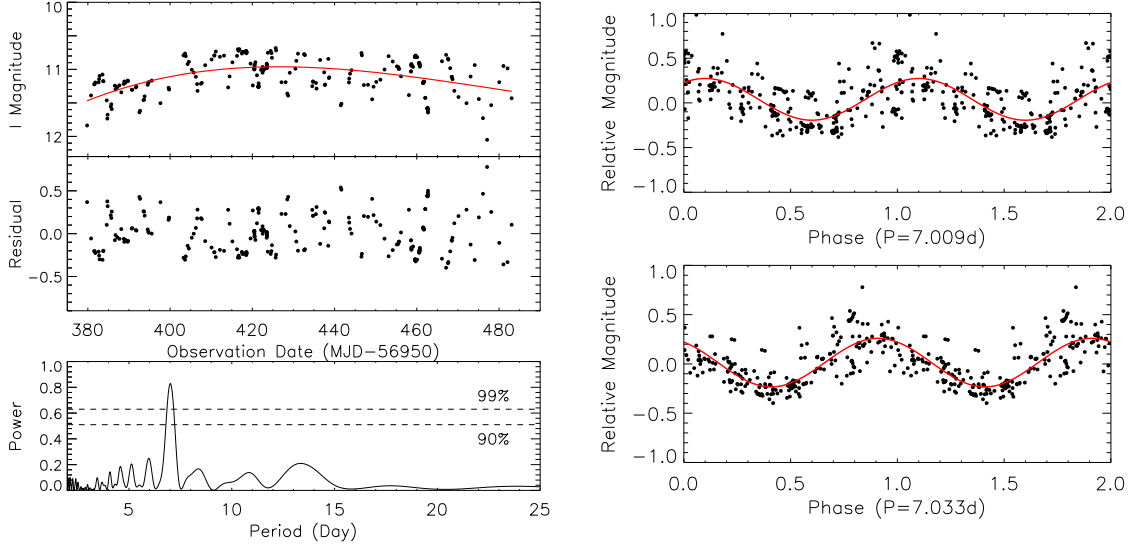 10
11
12
I Magnitude
0.5
0.0
−0.5
Residual
380 400 420 440 460 480
Observation Date (MJD−56950)
1.0
0.8
0.6
0.4
0.2
0.0
Power
99%
90%
5 10 15 20 25
Period (Day)
1.0
0.5
0.0
−0.5
−1.0
Relative Magnitude
0.0 0.5 1.0 1.5 2.0
Phase (P=7.009d)
1.0
0.5
0.0
−0.5
−1.0
Relative Magnitude
0.0 0.5 1.0 1.5 2.0
Phase (P=7.033d)